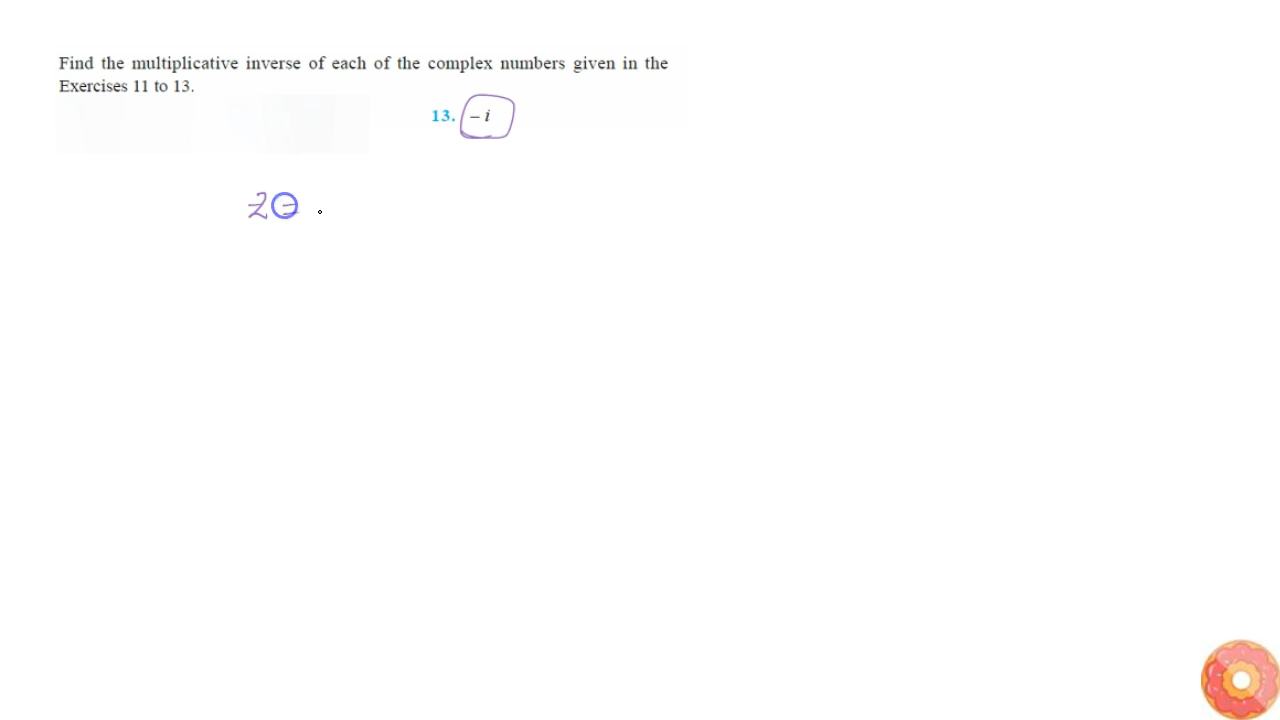 Find the multiplicative inverse of each of the complex numbers given in the
Exercises 11 to 13.
13. – i
z =